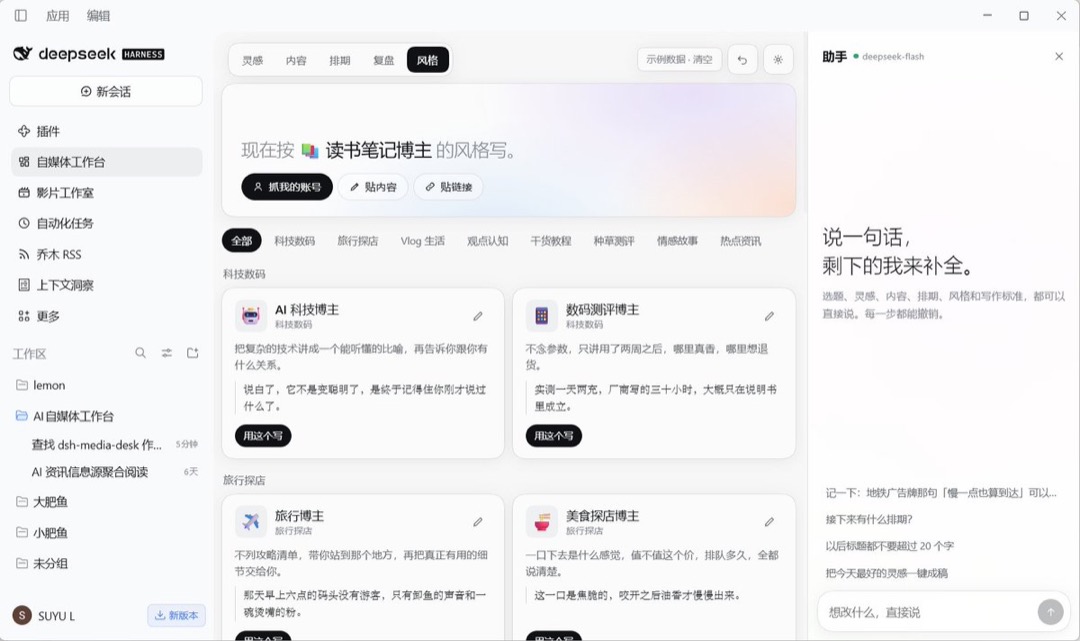 应用 编辑
deepseek HARNESS
新会话
插件
自媒体工作台
影片工作室
自动化任务
乔木 RSS
上下文洞察
更多
工作区
lemon
AI 自媒体工作台
查找 dsh-media-desk 作... 5分钟
AI 资讯信息源聚合阅读 6天
大肥鱼
小肥鱼
未分组
S SUYU L 新版本
灵感 内容 排期 复盘 风格
示例数据 · 清空
现在按 读书笔记博主 的风格写。
抓我的账号 贴内容 贴链接
全部 科技数码 旅行探店 Vlog 生活 观点认知 干货教程 种草测评 情感故事 热点资讯
科技数码
AI 科技博主
科技数码
把复杂的技术讲成一个能听懂的比喻，再告诉你跟你有
什么关系。
说白了，它不是变聪明了，是终于记得住你刚才说过
什么了。
用这个写
数码测评博主
科技数码
不念参数，只讲用了两周之后，哪里真香，哪里想退
货。
实测一天两充，厂商写的三十小时，大概只在说明书
里成立。
用这个写
旅行探店
旅行博主
旅行探店
不列攻略清单，带你站到那个地方，再把真正有用的细
节交给你。
那天早上六点的码头没有游客，只有卸鱼的声音和一
碗烫嘴的粉。
用这个写
美食探店博主
旅行探店
一口下去是什么感觉，值不值这个价，排队多久，全都
说清楚。
这一口是焦脆的，咬开之后油香才慢慢出来。
用这个写
助手 deepseek-flash
说一句话，
剩下的我来补全。
选题、灵感、内容、排期、风格和写作标准，都可以
直接说。每一步都能撤销。
记一下：地铁广告牌那句「慢一点也算到达」可以...
接下来有什么排期？
以后标题都不要超过 20 个字
把今天最好的灵感一键成稿
想改什么，直接说